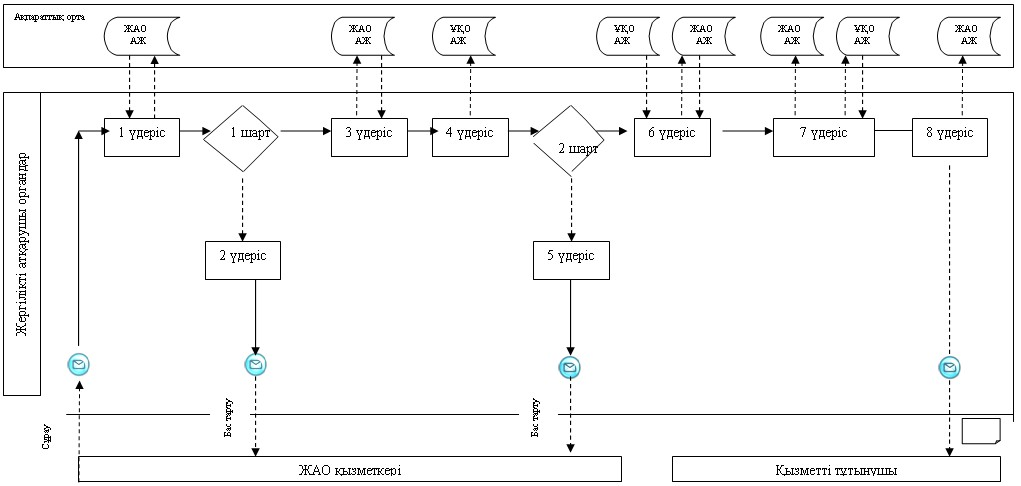 Ақпараттық орта
ЖАО
АЖ
ЖАО
АЖ
ҰҚО
АЖ
ҰҚО
АЖ
ЖАО
АЖ
ЖАО
АЖ
ҰҚО
АЖ
ЖАО
АЖ
Жергілікті атқарушы органдар
1 үдеріс
1 шарт
3 үдеріс
4 үдеріс
2 шарт
6 үдеріс
7 үдеріс
8 үдеріс
2 үдеріс
5 үдеріс
Сұрау
Бас тарту
Бас тарту
ЖАО қызметкері
Қызметті тұтынушы